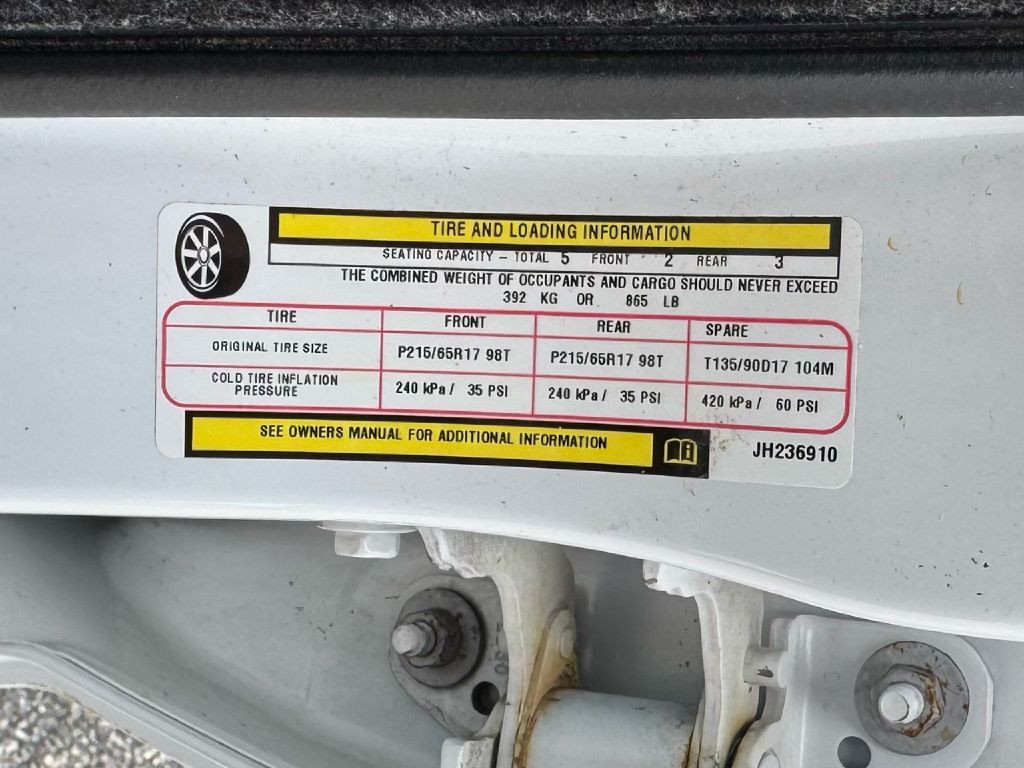 TIRE AND LOADING INFORMATION
SEATING CAPACITY – TOTAL 5 FRONT 2 REAR 3
THE COMBINED WEIGHT OF OCCUPANTS AND CARGO SHOULD NEVER EXCEED
392 KG OR 865 LB
TIRE FRONT REAR SPARE
ORIGINAL TIRE SIZE P215/65R17 98T P215/65R17 98T T135/90D17 104M
COLD TIRE INFLATION
PRESSURE 240 kPa / 35 PSI 240 kPa / 35 PSI 420 kPa / 60 PSI
SEE OWNERS MANUAL FOR ADDITIONAL INFORMATION
JH236910